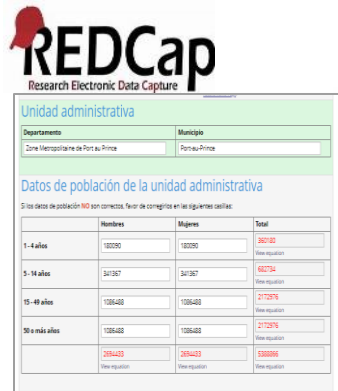 REDCap
Research Electronic Data Capture
Unidad administrativa
Departamento Municipio
Zone Metropolitaine de Port au Prince Port-au-Prince
Datos de población de la unidad administrativa
Si los datos de población NO son correctos, favor de corregirlos en las siguientes casillas:
Hombres Mujeres Total
1 - 4 años 180090 180090 360180
View equation
5 - 14 años 341367 341367 682734
View equation
15 - 49 años 1086488 1086488 2172976
View equation
50 o más años 1086488 1086488 2172976
View equation
2694433 2694433 5388866
View equation View equation View equation